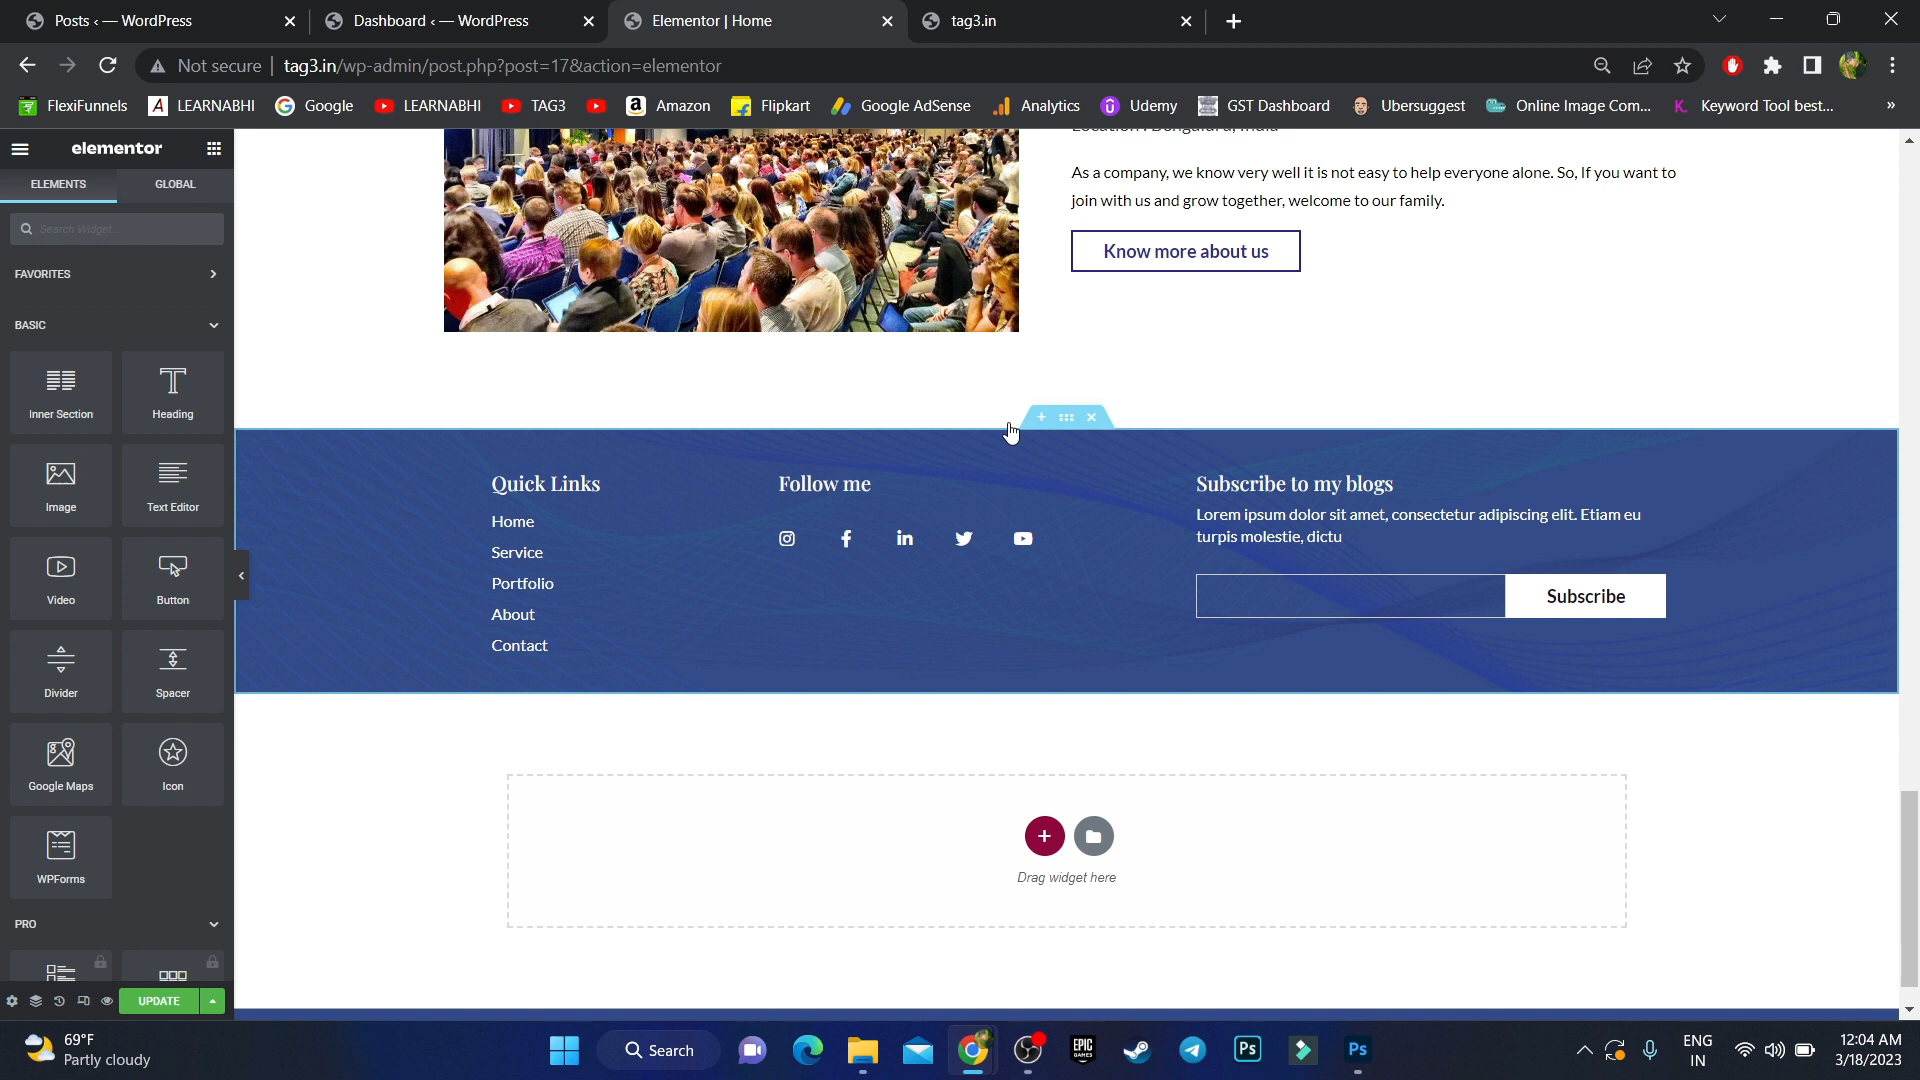 Posts ‹ — WordPress
Dashboard ‹ — WordPress
Elementor | Home
tag3.in
Not secure
tag3.in/wp-admin/post.php?post=17&action=elementor
FlexiFunnels
LEARNABHI
Google
LEARNABHI
TAG3
Amazon
Flipkart
Google AdSense
Analytics
Udemy
GST Dashboard
Ubersuggest
Online Image Com...
Keyword Tool best...
»
elementor
ELEMENTS
GLOBAL
Search Widget...
FAVORITES
BASIC
Inner Section
Heading
Image
Text Editor
Video
Button
Divider
Spacer
Google Maps
Icon
WPForms
PRO
UPDATE
As a company, we know very well it is not easy to help everyone alone. So, If you want to
join with us and grow together, welcome to our family.
Know more about us
Quick Links
Home
Service
Portfolio
About
Contact
Follow me
Subscribe to my blogs
Lorem ipsum dolor sit amet, consectetur adipiscing elit. Etiam eu
turpis molestie, dictu
Subscribe
Drag widget here
69°F
Partly cloudy
Search
EPIC
GAMES
Ps
Ps
ENG
IN
12:04 AM
3/18/2023